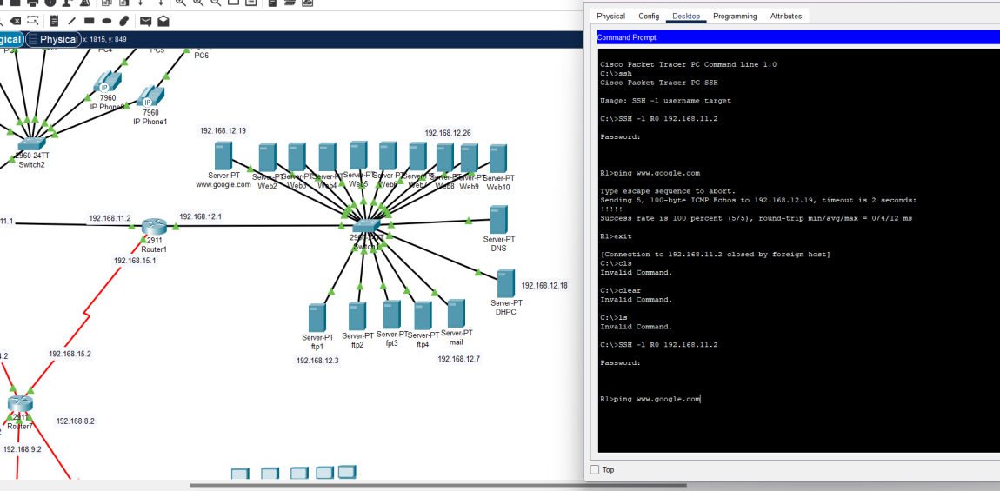 gical
Physical
x: 1815, y: 849
PC4
PC5
PC6
7960
IP Phone0
7960
IP Phone1
2960-24TT
Switch2
192.168.12.19
192.168.12.26
Server-PT
www.google.com
Server-PT
Web2
Server-PT
Web3
Server-PT
Web4
Server-PT
Web5
Server-PT
Web6
Server-PT
Web7
Server-PT
Web8
Server-PT
Web9
Server-PT
Web10
11.1
192.168.11.2
192.168.12.1
2911
Router1
192.168.15.1
2960-24TT
Switch1
Server-PT
DNS
192.168.12.18
Server-PT
DHPC
Server-PT
ftp1
Server-PT
ftp2
Server-PT
fpt3
Server-PT
ftp4
Server-PT
mail
192.168.12.3
192.168.12.7
192.168.15.2
4.2
2911
Router7
192.168.8.2
192.168.9.2
Physical
Config
Desktop
Programming
Attributes
Command Prompt
Cisco Packet Tracer PC Command Line 1.0
C:\>ssh
Cisco Packet Tracer PC SSH
Usage: SSH -l username target
C:\>SSH -l R0 192.168.11.2
Password:
R1>ping www.google.com
Type escape sequence to abort.
Sending 5, 100-byte ICMP Echos to 192.168.12.19, timeout is 2 seconds:
!!!!!
Success rate is 100 percent (5/5), round-trip min/avg/max = 0/4/12 ms
R1>exit
[Connection to 192.168.11.2 closed by foreign host]
C:\>cls
Invalid Command.
C:\>clear
Invalid Command.
C:\>ls
Invalid Command.
C:\>SSH -l R0 192.168.11.2
Password:
R1>ping www.google.com
Top